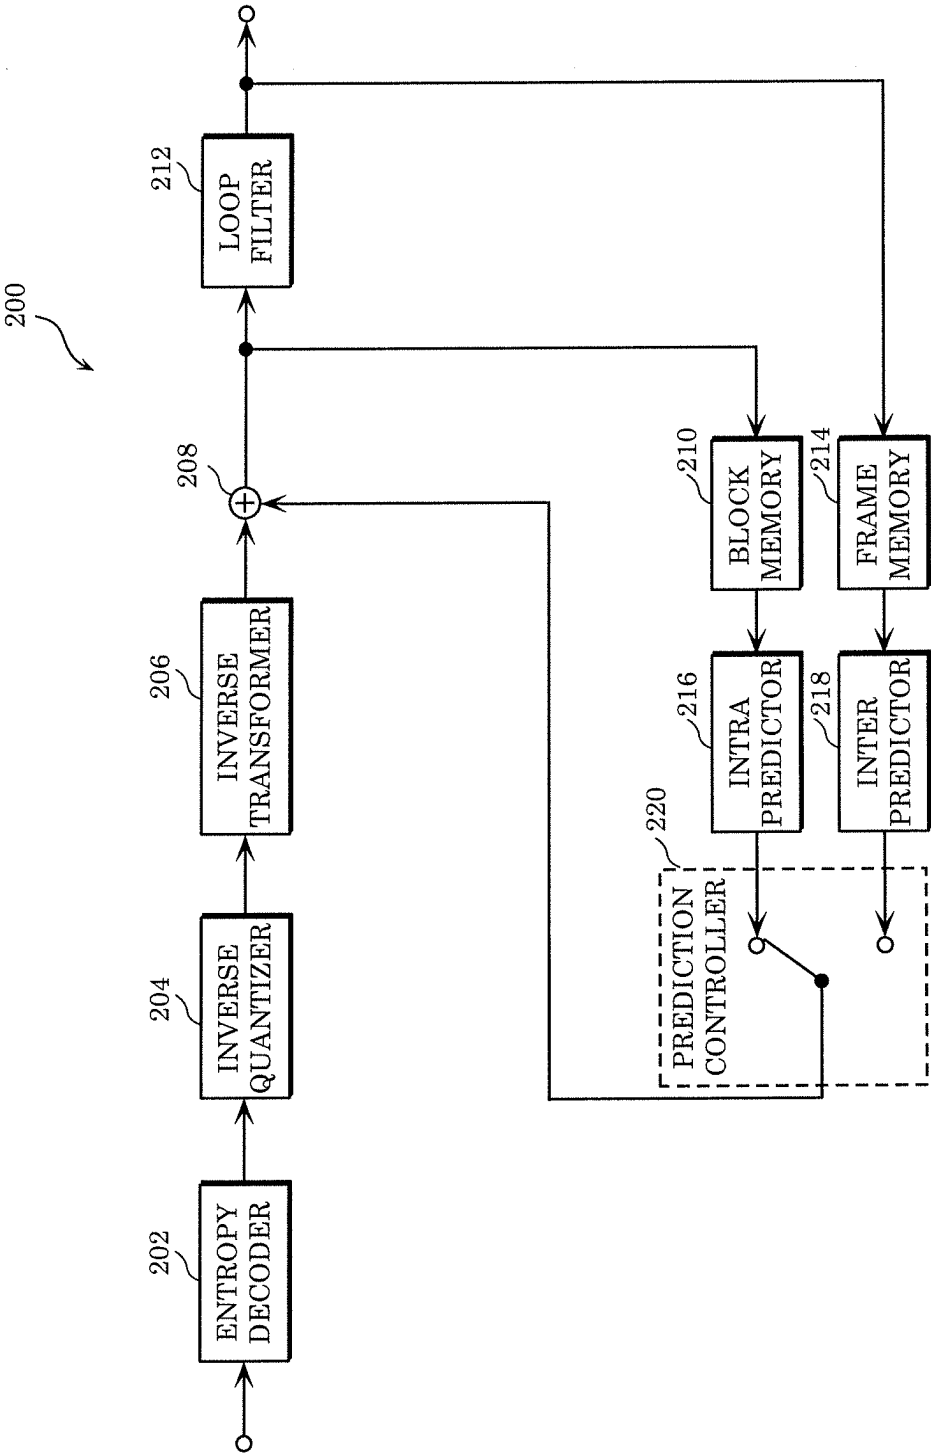 200
202
ENTROPY
DECODER
204
INVERSE
QUANTIZER
206
INVERSE
TRANSFORMER
208
+
212
LOOP
FILTER
220
PREDICTION
CONTROLLER
216
INTRA
PREDICTOR
210
BLOCK
MEMORY
218
INTER
PREDICTOR
214
FRAME
MEMORY